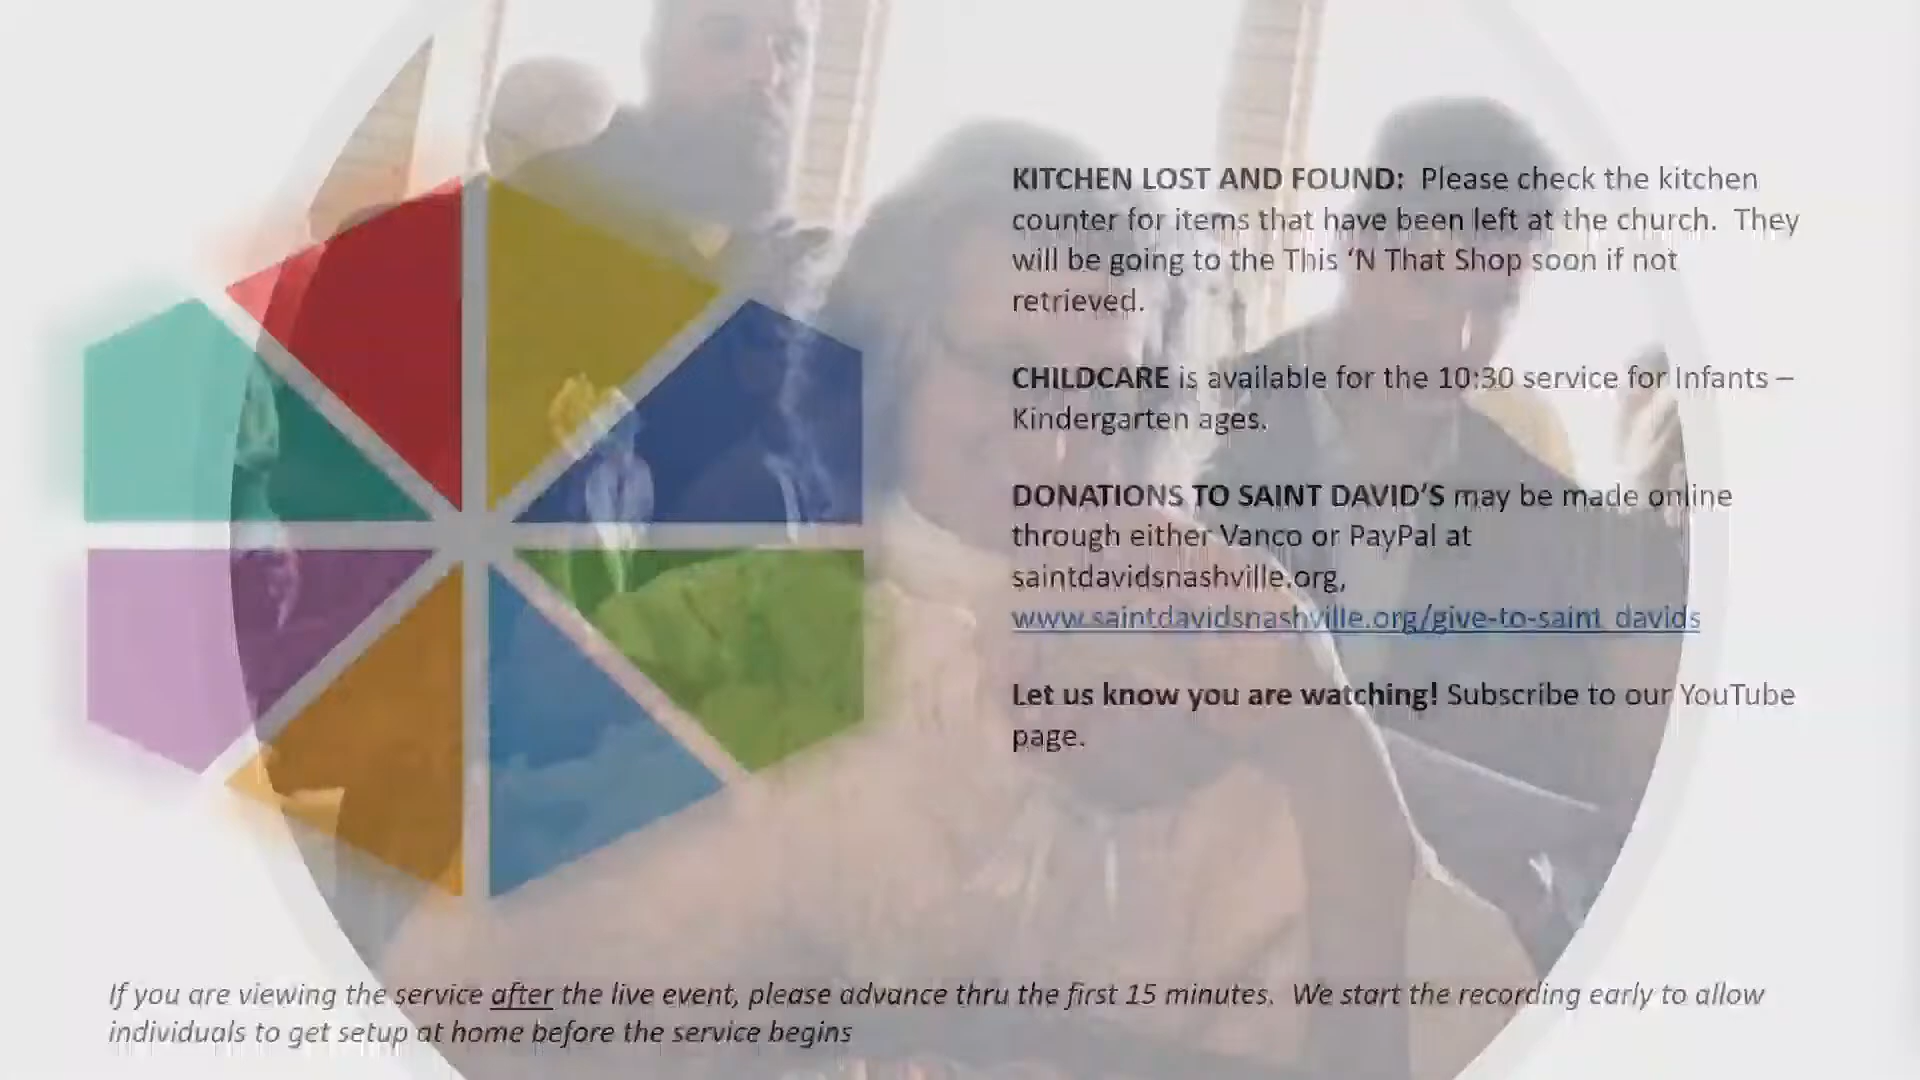 KITCHEN LOST AND FOUND:  Please check the kitchen
counter for items that have been left at the church.  They
will be going to the This ‘N That Shop soon if not
retrieved.
CHILDCARE is available for the 10:30 service for Infants –
Kindergarten ages.
DONATIONS TO SAINT DAVID’S may be made online
through either Vanco or PayPal at
saintdavidsnashville.org,
www.saintdavidsnashville.org/give-to-saint_davids
Let us know you are watching! Subscribe to our YouTube
page.
If you are viewing the service after the live event, please advance thru the first 15 minutes.  We start the recording early to allow
individuals to get setup at home before the service begins